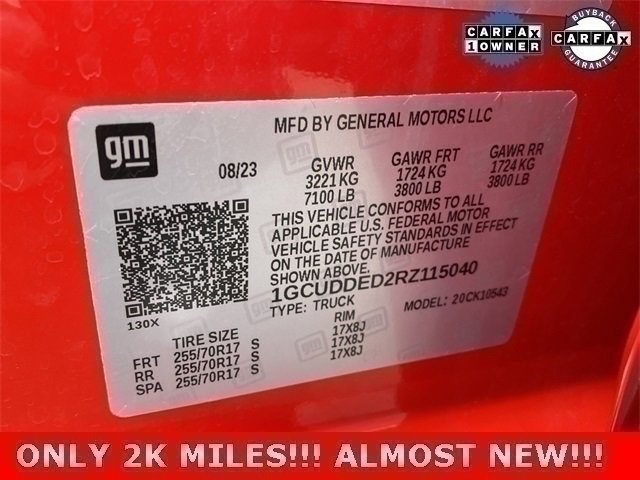 CARFAX
1 OWNER
BUYBACK
CARFAX
GUARANTEE
gm
MFD BY GENERAL MOTORS LLC
08/23
GVWR GAWR FRT GAWR RR
3221 KG 1724 KG 1724 KG
7100 LB 3800 LB 3800 LB
THIS VEHICLE CONFORMS TO ALL
APPLICABLE U.S. FEDERAL MOTOR
VEHICLE SAFETY STANDARDS IN EFFECT
ON THE DATE OF MANUFACTURE
SHOWN ABOVE.
1GCUDDED2RZ115040
TYPE: TRUCK MODEL: 20CK10543
130X
TIRE SIZE RIM
FRT 255/70R17 S 17X8J
RR 255/70R17 S 17X8J
SPA 255/70R17 S 17X8J
ONLY 2K MILES!!! ALMOST NEW!!!